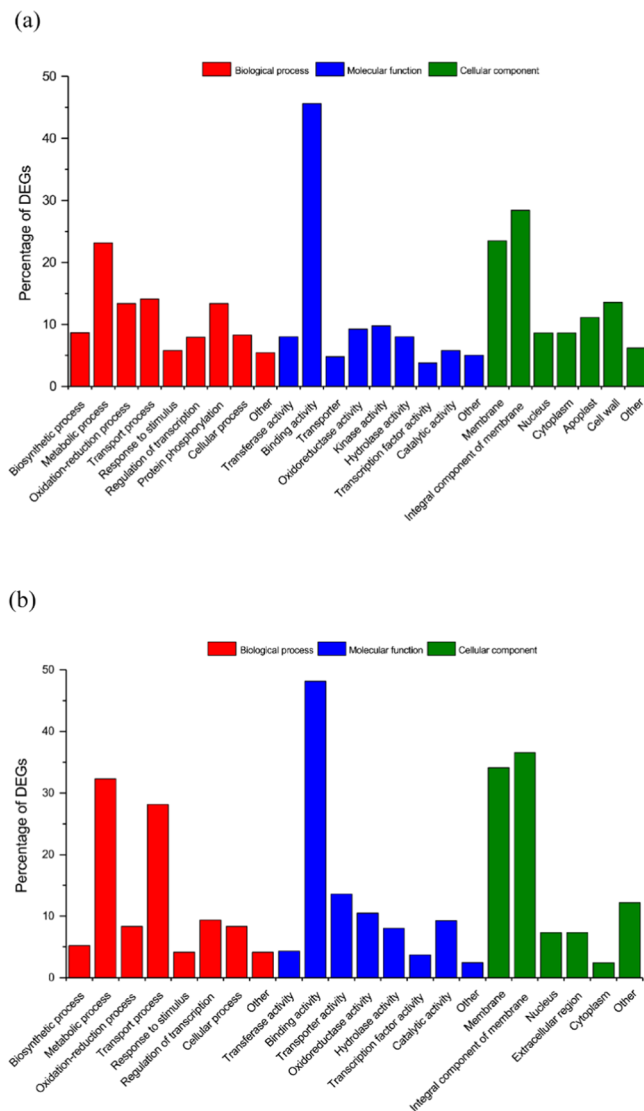 (a)
Biological process Molecular function Cellular component
Percentage of DEGs
50
40
30
20
10
0
Biosynthetic process
Metabolic process
Oxidation-reduction process
Transport process
Response to stimulus
Regulation of transcription
Protein phosphorylation
Cellular process
Other
Transferase activity
Binding activity
Transporter
Oxidoreductase activity
Kinase activity
Hydrolase activity
Transcription factor activity
Catalytic activity
Other
Membrane
Integral component of membrane
Nucleus
Cytoplasm
Apoplast
Cell wall
Other
(b)
Biological process Molecular function Cellular component
Percentage of DEGs
50
40
30
20
10
0
Biosynthetic process
Metabolic process
Oxidation-reduction process
Transport process
Response to stimulus
Regulation of transcription
Cellular process
Other
Transferase activity
Binding activity
Transporter activity
Oxidoreductase activity
Hydrolase activity
Transcription factor activity
Catalytic activity
Other
Membrane
Integral component of membrane
Nucleus
Extracellular region
Cytoplasm
Other